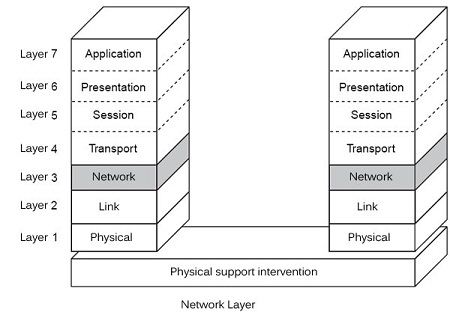 Layer 7 Application Application
Layer 6 Presentation Presentation
Layer 5 Session Session
Layer 4 Transport Transport
Layer 3 Network Network
Layer 2 Link Link
Layer 1 Physical Physical
Physical support intervention
Network Layer